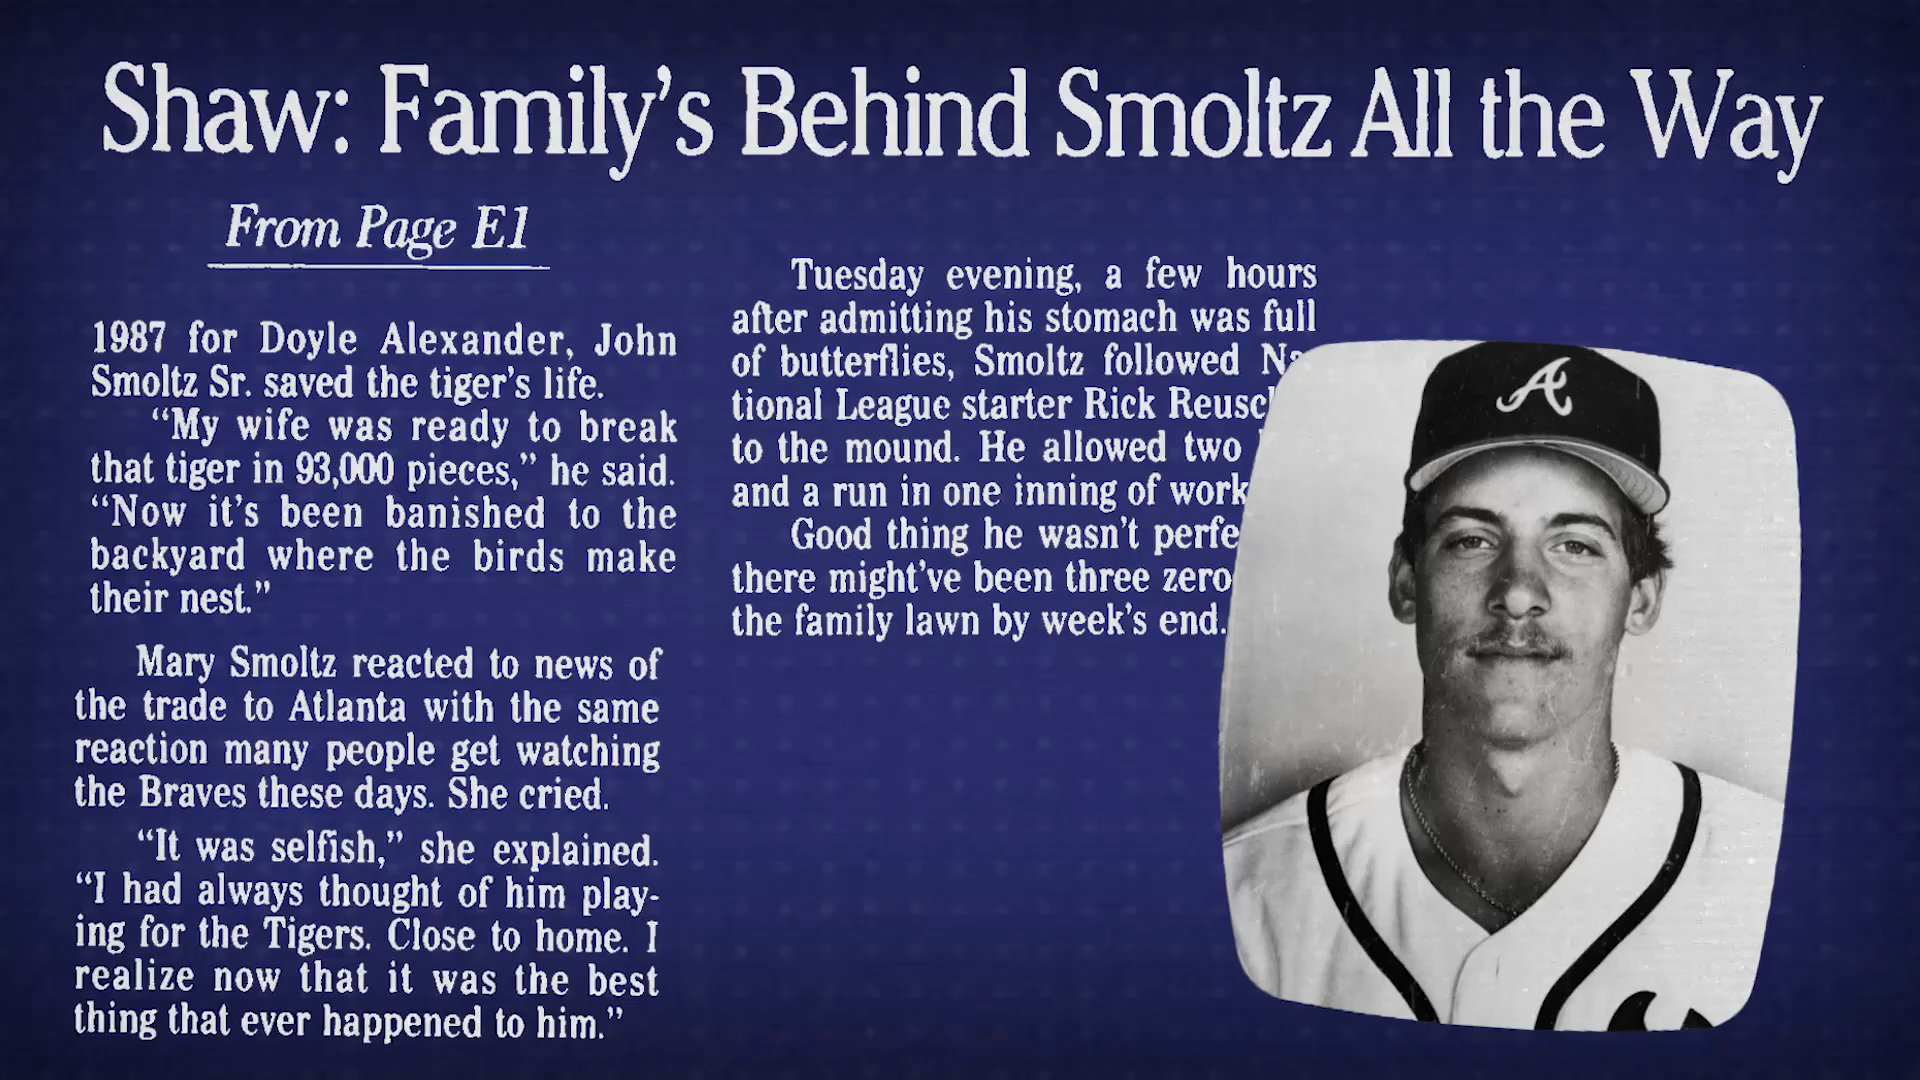 Shaw: Family's Behind Smoltz All the Way
From Page E1
1987 for Doyle Alexander, John
Smoltz Sr. saved the tiger's life.
“My wife was ready to break
that tiger in 93,000 pieces,” he said.
“Now it's been banished to the
backyard where the birds make
their nest.”
Mary Smoltz reacted to news of
the trade to Atlanta with the same
reaction many people get watching
the Braves these days. She cried.
“It was selfish,” she explained.
“I had always thought of him play-
ing for the Tigers. Close to home. I
realize now that it was the best
thing that ever happened to him.”
Tuesday evening, a few hours
after admitting his stomach was full
of butterflies, Smoltz followed
tional League starter Rick
to the mound. He allowed two
and a run in one inning of work
Good thing he wasn't
there might've been three
the family lawn by week's end.
A